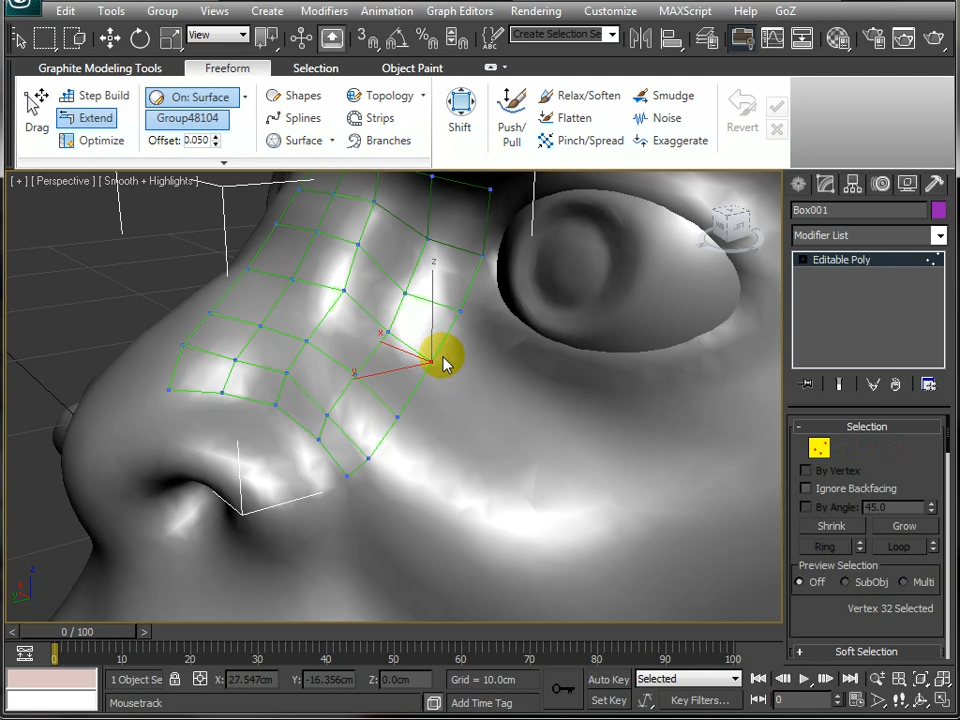 Edit Tools Group Views Create Modifiers Animation Graph Editors Rendering Customize MAXScript Help GoZ
View 3 Create Selection Se
Graphite Modeling Tools Freeform Selection Object Paint
Step Build On: Surface Shapes Topology Relax/Soften Smudge
Drag Extend Group48104 Splines Strips Shift Push/ Pull Flatten Noise Revert
Optimize Offset: 0.050 Surface Branches Pinch/Spread Exaggerate
[ + ] [ Perspective ] [ Smooth + Highlights ]
Box001
Modifier List
Editable Poly
z
x
y
- Selection
By Vertex
Ignore Backfacing
By Angle: 45.0
Shrink Grow
Ring Loop
Preview Selection
Off SubObj Multi
Vertex 32 Selected
+ Soft Selection
z
x
y
< 0 / 100 >
0 10 20 30 40 50 60 70 80 90 100
1 Object Se X: 27.547cm Y: -16.356cm Z: 0.0cm Grid = 10.0cm Auto Key Selected
Mousetrack Add Time Tag Set Key Key Filters... 0